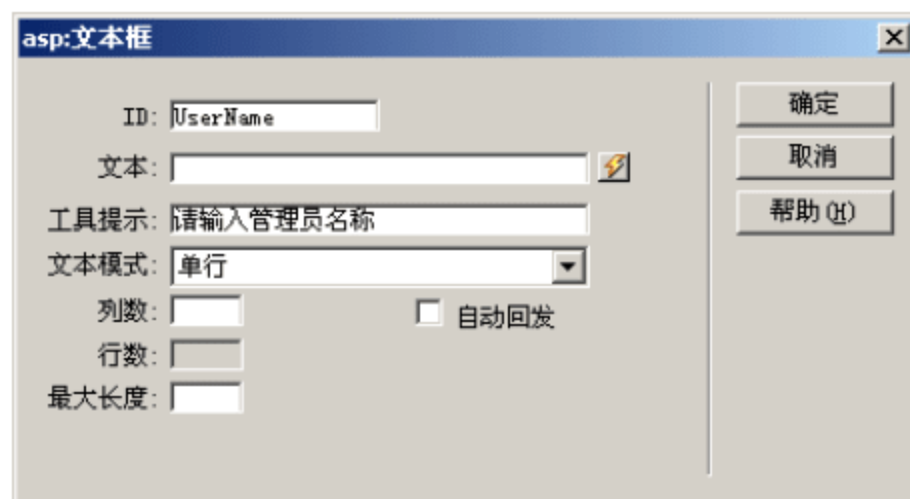 asp:文本框
ID: UserName
文本:
工具提示: 请输入管理员名称
文本模式: 单行
列数:
自动回发
行数:
最大长度:
确定
取消
帮助(H)